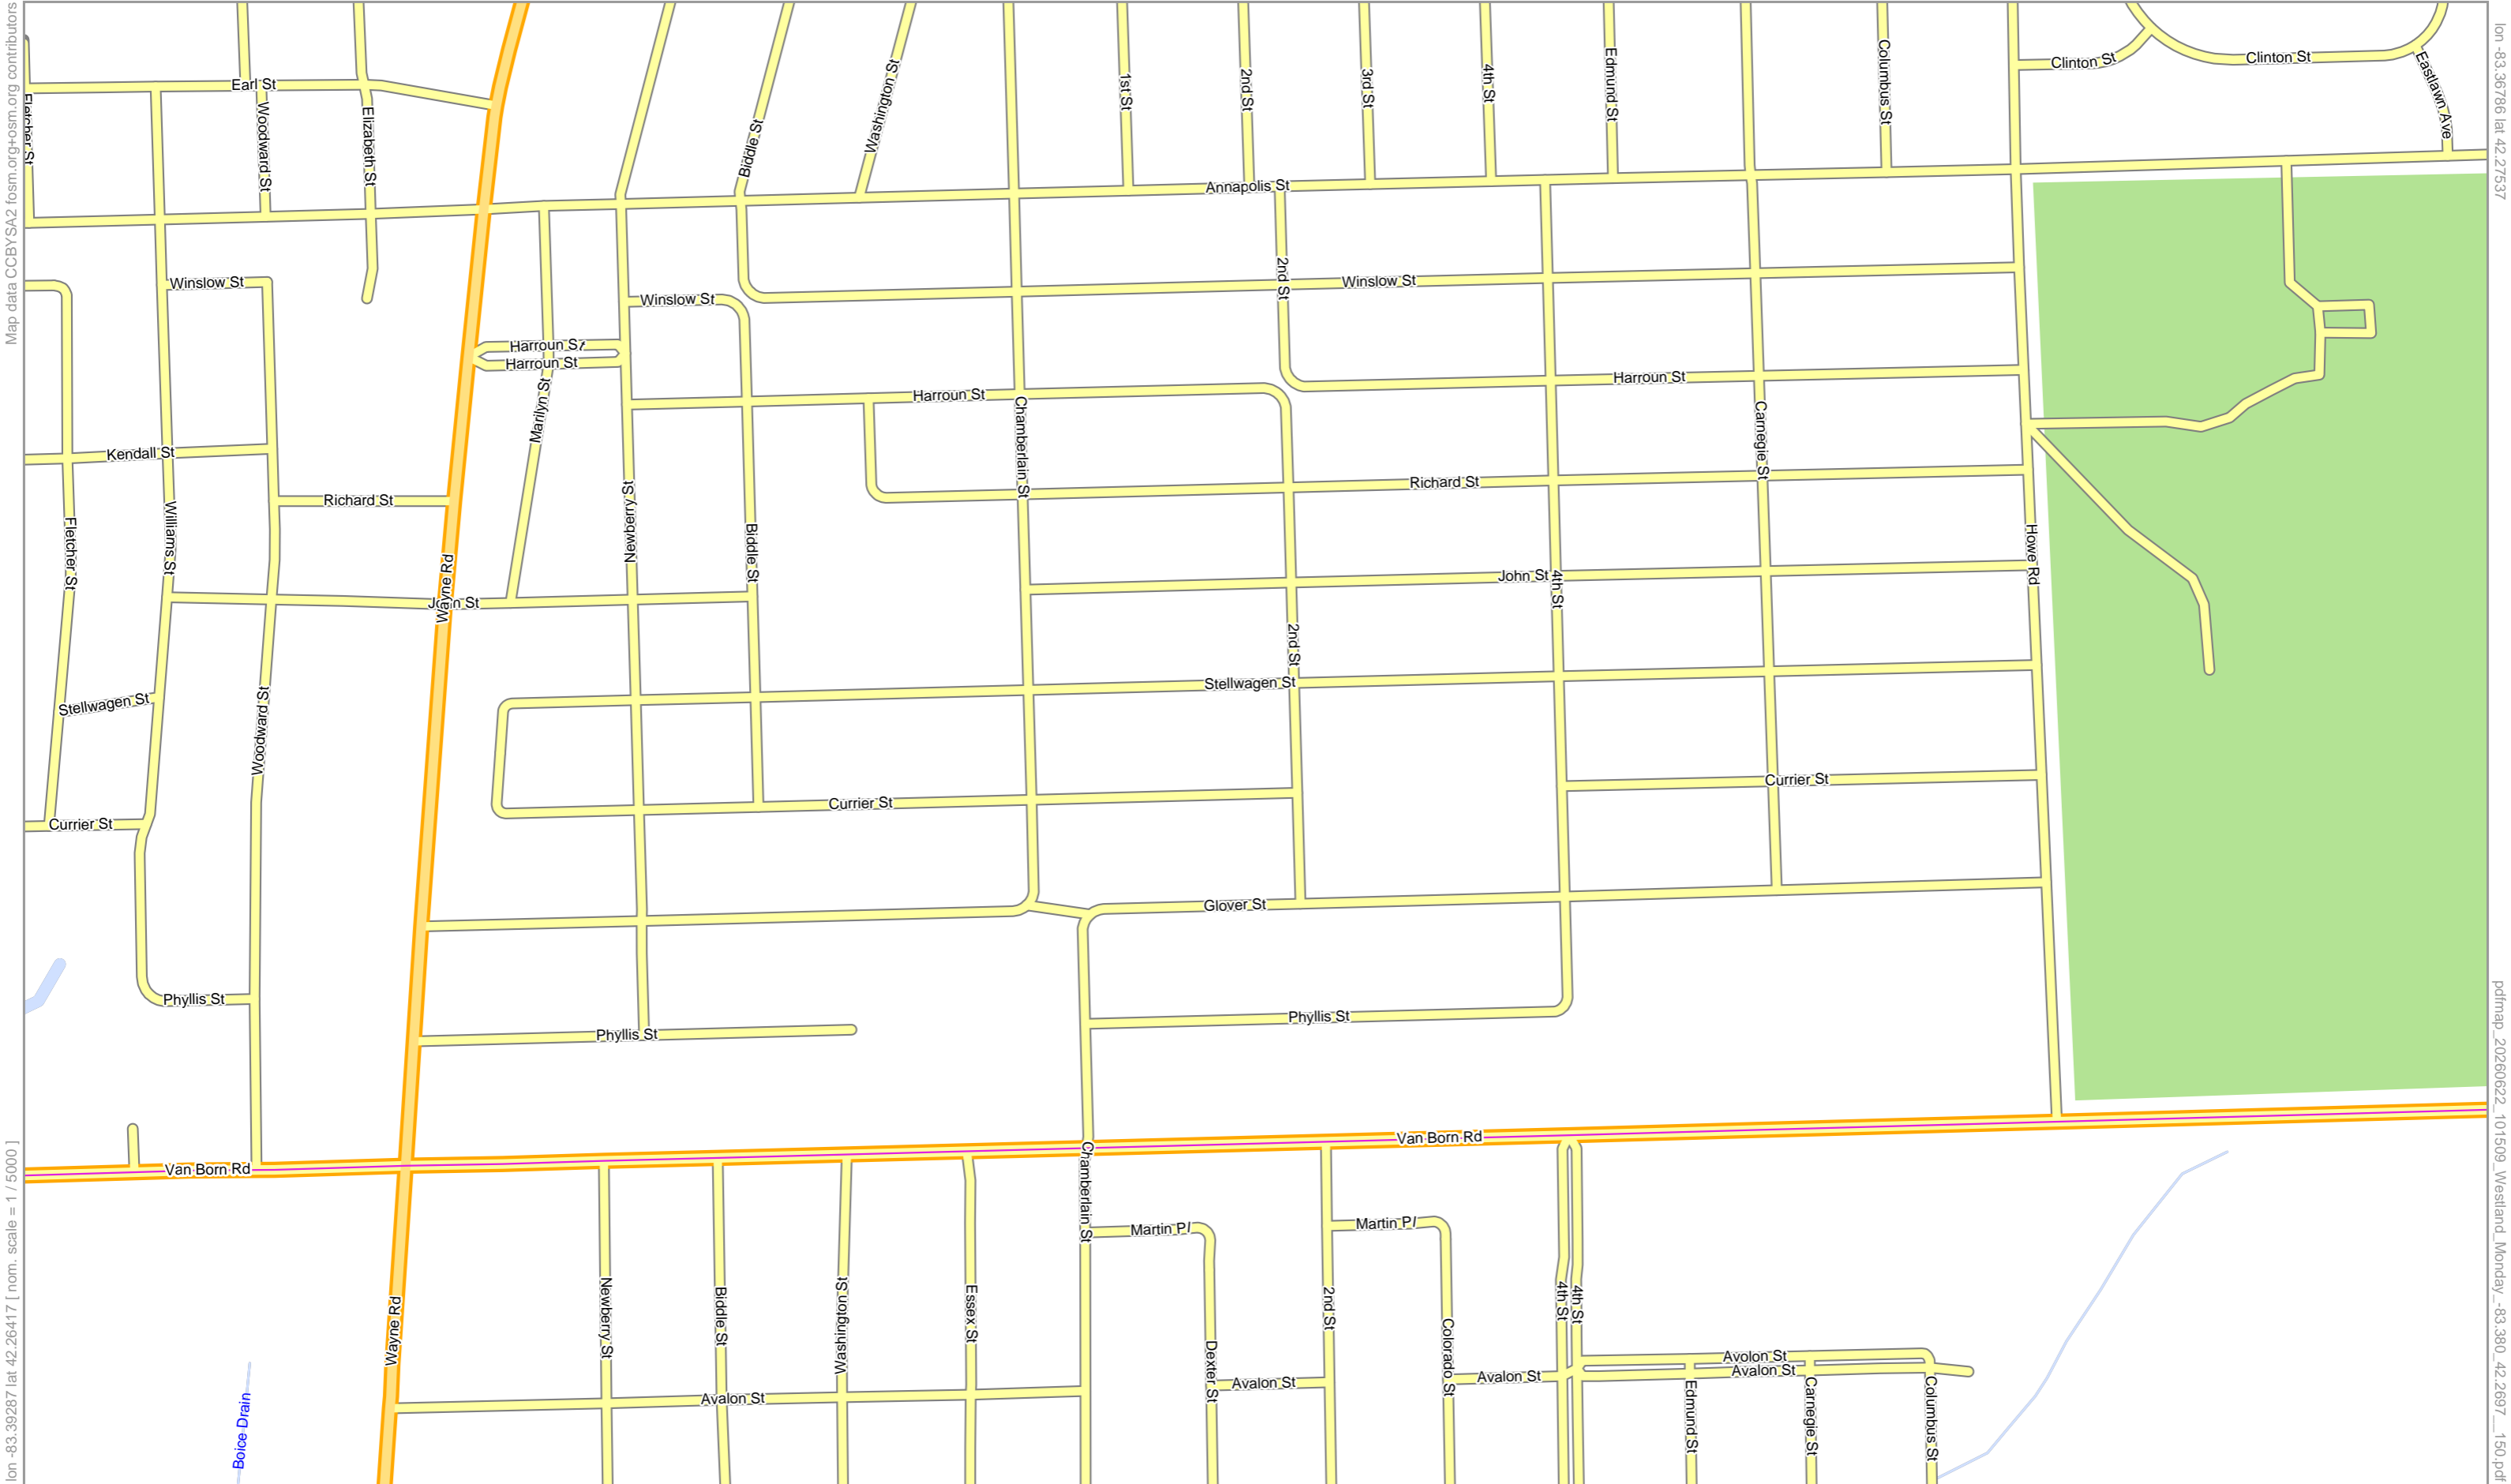 Map data CCBYSA2 fosm.org+osm.org contributors
lon -83.36786 lat 42.27537
Earl St
Woodward St
Elizabeth St
Fletcher St
Biddle St
Washington St
1st St
2nd St
3rd St
4th St
Edmund St
Columbus St
Clinton St
Clinton St
Eastlawn Ave
Annapolis St
Winslow St
Winslow St
2nd St
Winslow St
Harroun St
Harroun St
Marilyn St
Harroun St
Harroun St
Chamberlain St
Carnegie St
Kendall St
Richard St
Richard St
Fletcher St
Williams St
Wayne Rd
Newberry St
Biddle St
Howe Rd
John St
John St
4th St
2nd St
Stellwagen St
Stellwagen St
Woodward St
Currier St
Currier St
Currier St
Glover St
Phyllis St
Phyllis St
Phyllis St
Van Born Rd
Van Born Rd
Chamberlain St
Martin Pl
Martin Pl
Wayne Rd
Newberry St
Biddle St
Washington St
Essex St
Dexter St
2nd St
Colorado St
4th St
4th St
Avolon St
Avalon St
Avalon St
Avalon St
Avalon St
Edmund St
Carnegie St
Columbus St
Boice Drain
lon -83.39287 lat 42.26417 [ nom. scale = 1 / 5000 ]
pdfmap_20260622_101509_Westland_Monday_-83.380_42.2697__150.pdf